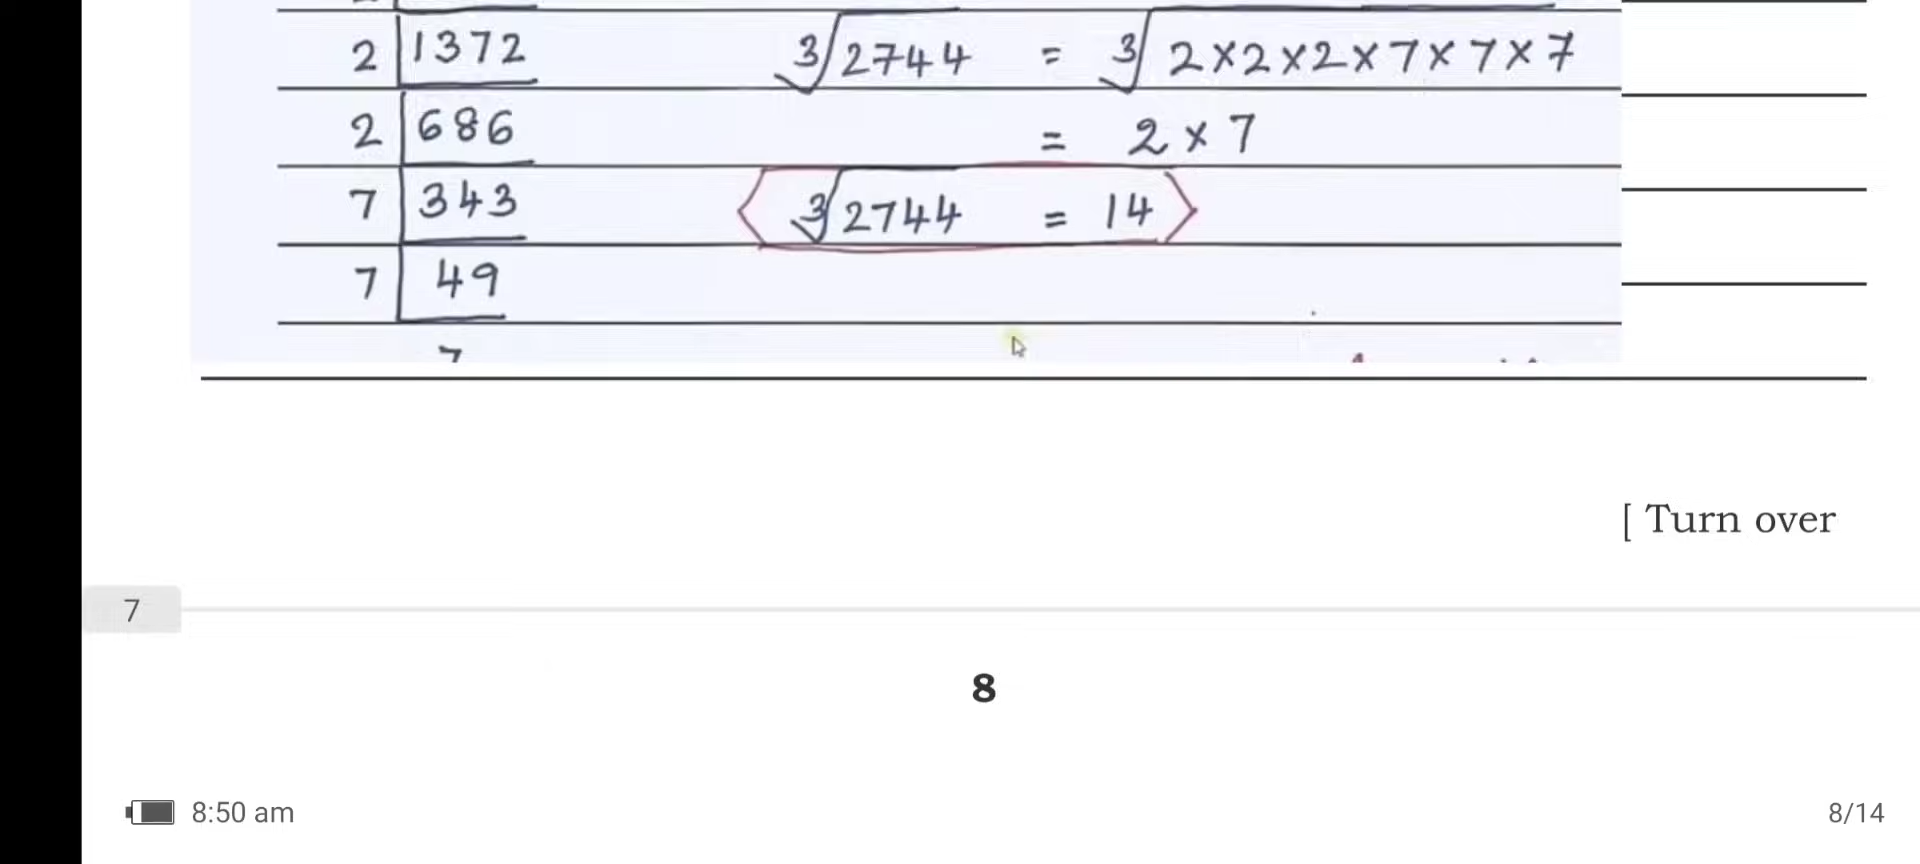 2 | 1372 ∛2744 = ∛2×2×2×7×7×7
2 | 686 = 2×7
7 | 343 ∛2744 = 14
7 | 49
7
[ Turn over
7
8
8:50 am 8/14